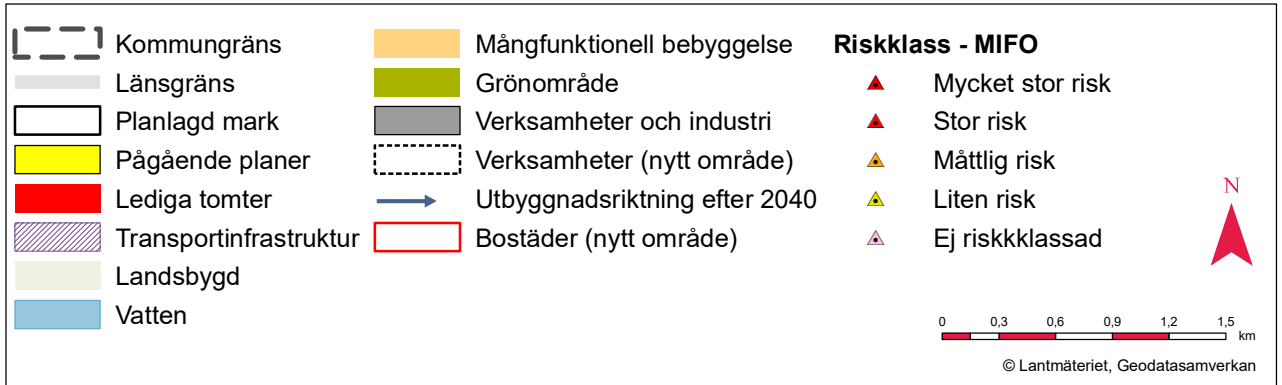 Kommungräns
Länsgräns
Planlagd mark
Pågående planer
Lediga tomter
Transportinfrastruktur
Landsbygd
Vatten
Mångfunktionell bebyggelse
Grönområde
Verksamheter och industri
Verksamheter (nytt område)
Utbyggnadsriktning efter 2040
Bostäder (nytt område)
Riskklass - MIFO
Mycket stor risk
Stor risk
Måttlig risk
Liten risk
Ej riskkklassad
N
0 0,3 0,6 0,9 1,2 1,5
km
© Lantmäteriet, Geodatasamverkan